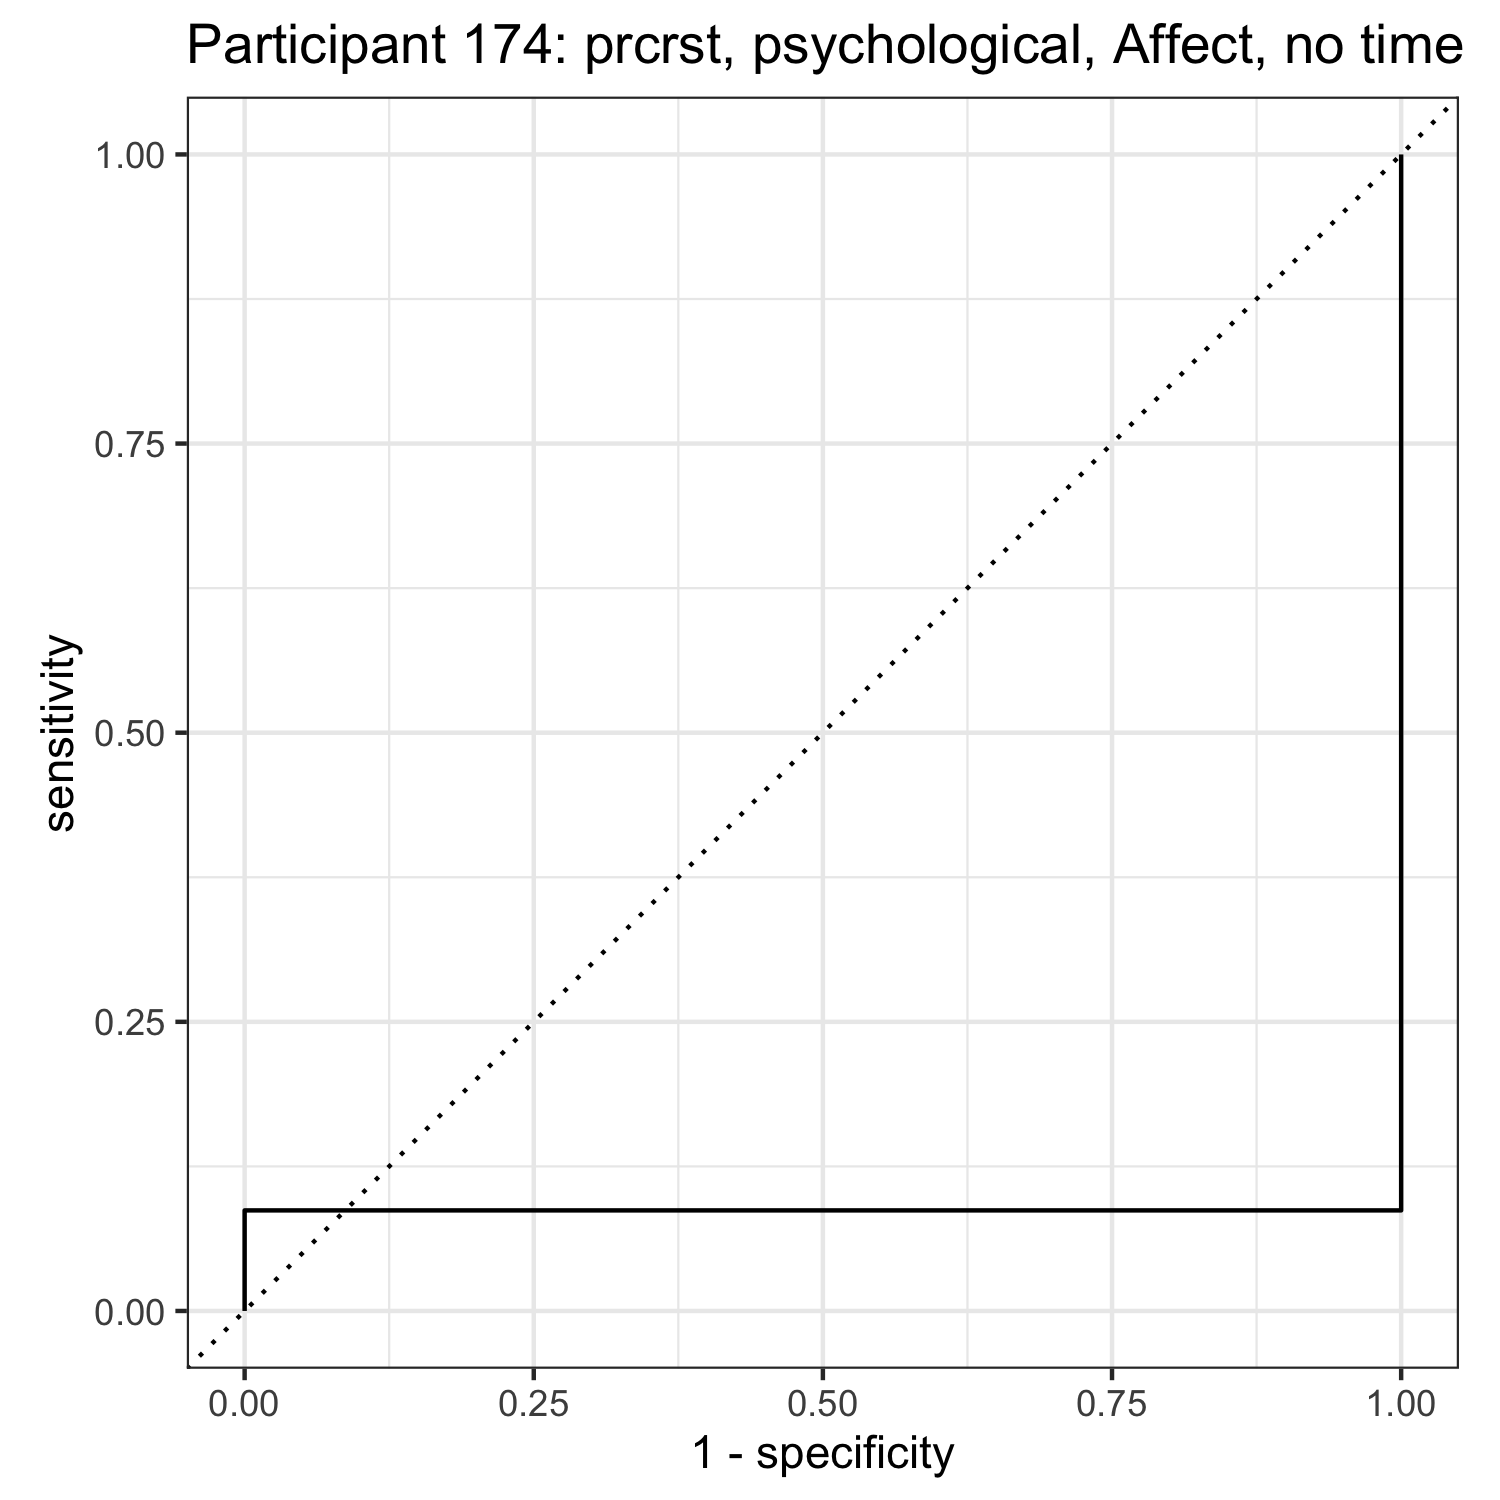 Participant 174: prcrst, psychological, Affect, no time
1.00
0.75
0.50
0.25
0.00
sensitivity
0.00 0.25 0.50 0.75 1.00
1 - specificity